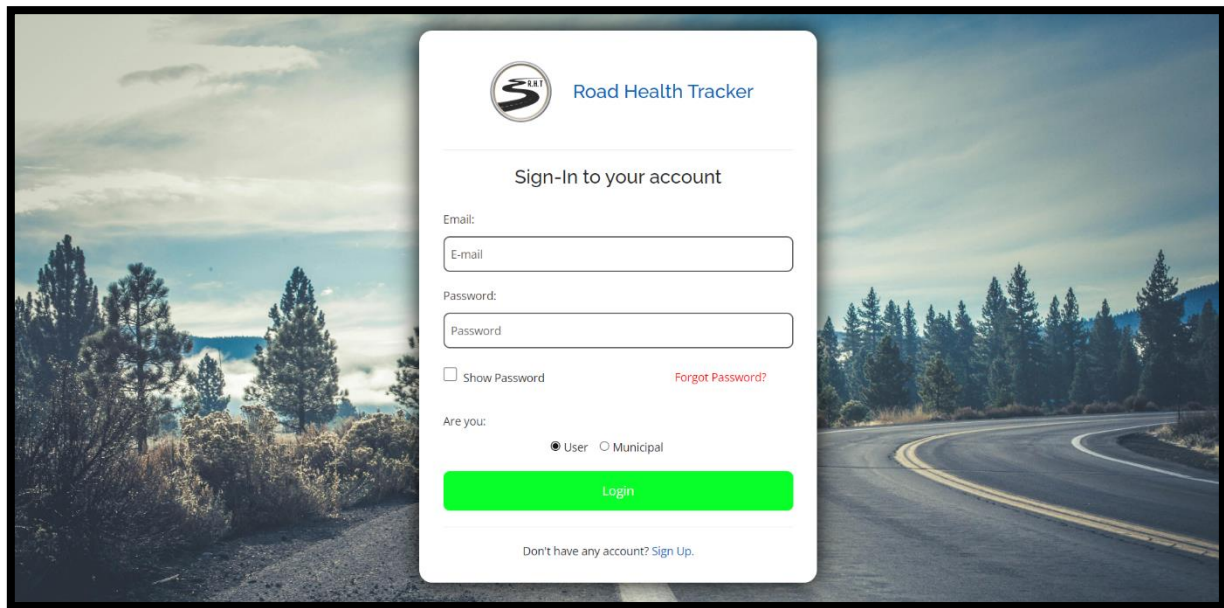 R.H.T
Road Health Tracker
Sign-In to your account
Email:
E-mail
Password:
Password
Show Password Forgot Password?
Are you:
User Municipal
Login
Don't have any account? Sign Up.